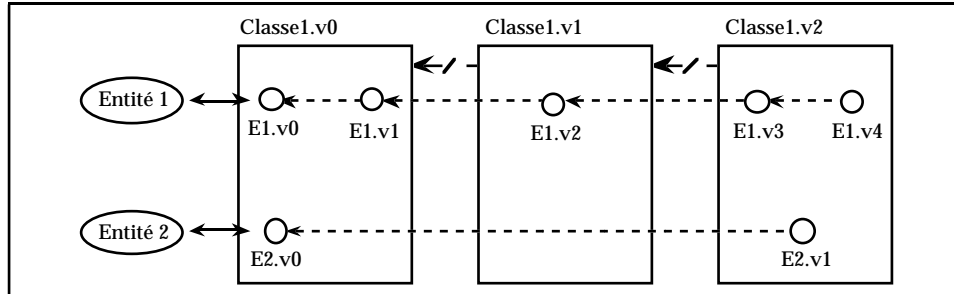 Classe1.v0 Classe1.v1 Classe1.v2
Entité 1
E1.v0 E1.v1 E1.v2 E1.v3 E1.v4
Entité 2
E2.v0 E2.v1